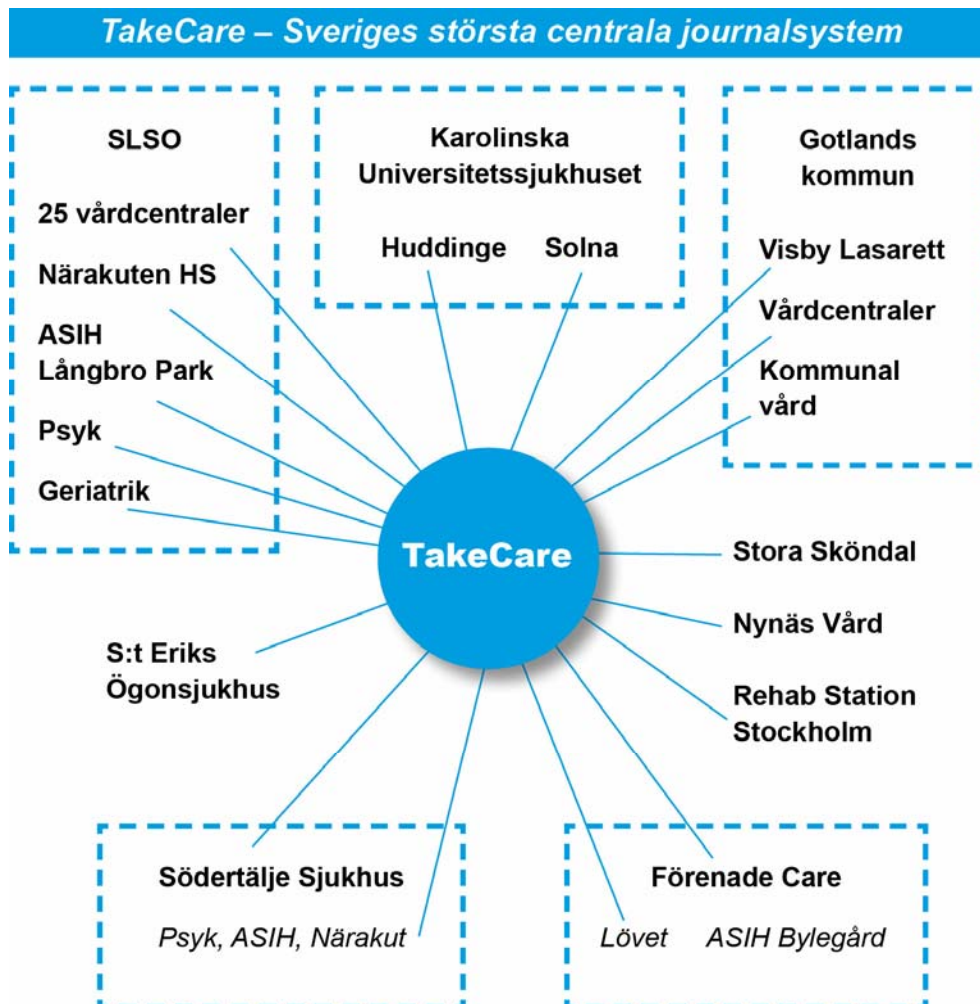 TakeCare – Sveriges största centrala journalsystem
SLSO
25 vårdcentraler
Närakuten HS
ASIH
Långbro Park
Psyk
Geriatrik
Karolinska
Universitetssjukhuset
Huddinge Solna
Gotlands
kommun
Visby Lasarett
Vårdcentraler
Kommunal
vård
TakeCare
Stora Sköndal
Nynäs Vård
Rehab Station
Stockholm
S:t Eriks
Ögonsjukhus
Södertälje Sjukhus
Psyk, ASIH, Närakut
Förenade Care
Lövet ASIH Bylegård